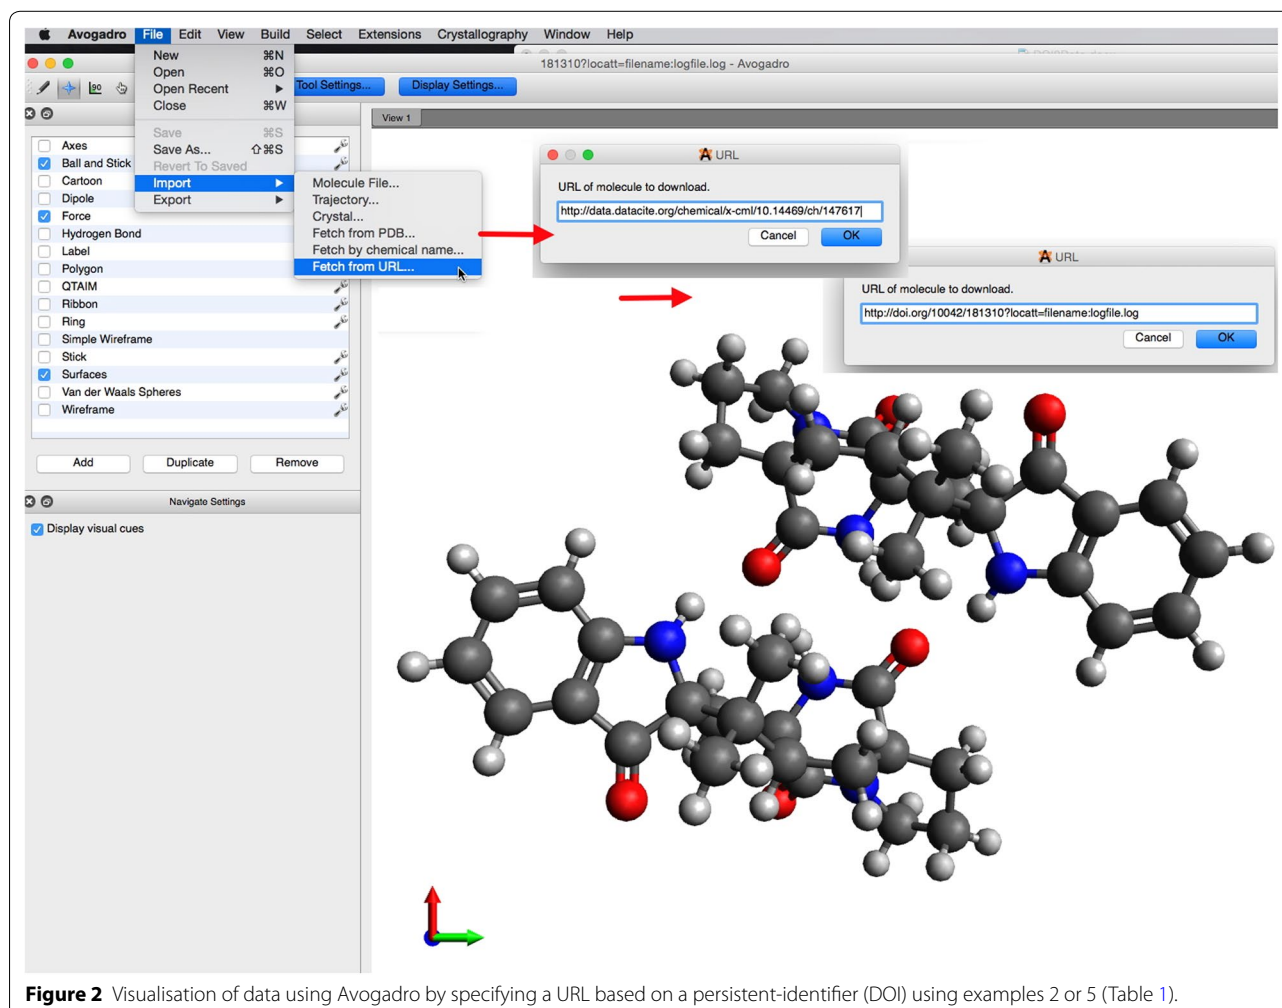 Avogadro File Edit View Build Select Extensions Crystallography Window Help
181310?locatt=filename:logfile.log - Avogadro
New ⌘N
Open ⌘O
Open Recent ▶
Close ⌘W
Save ⌘S
Save As... ⇧⌘S
Revert To Saved
Import ▶
Export ▶
Molecule File...
Trajectory...
Crystal...
Fetch from PDB...
Fetch by chemical name...
Fetch from URL...
90
Tool Settings...
Display Settings...
View 1
Axes
Ball and Stick
Cartoon
Dipole
Force
Hydrogen Bond
Label
Polygon
QTAIM
Ribbon
Ring
Simple Wireframe
Stick
Surfaces
Van der Waals Spheres
Wireframe
Add Duplicate Remove
Navigate Settings
Display visual cues
URL
URL of molecule to download.
http://data.datacite.org/chemical/x-cml/10.14469/ch/147617
Cancel OK
URL
URL of molecule to download.
http://doi.org/10042/181310?locatt=filename:logfile.log
Cancel OK
Figure 2 Visualisation of data using Avogadro by specifying a URL based on a persistent-identifier (DOI) using examples 2 or 5 (Table 1).